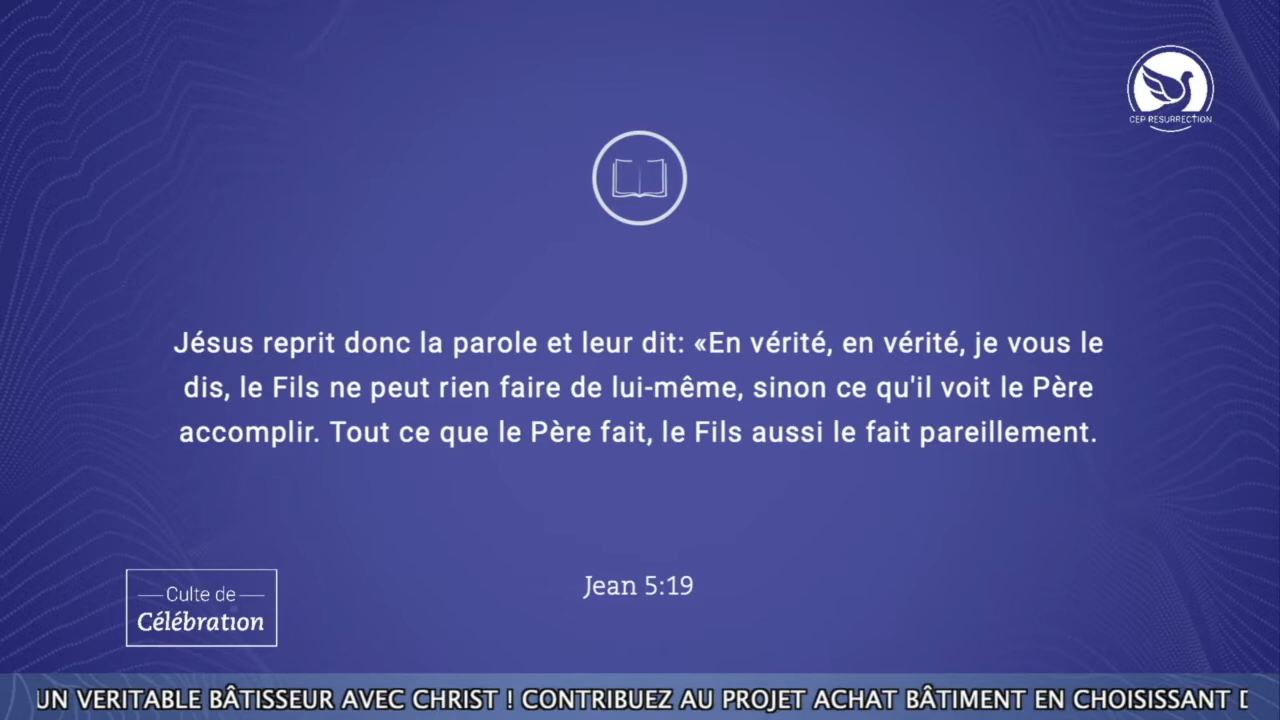 CEP RESURRECTION
Jésus reprit donc la parole et leur dit: «En vérité, en vérité, je vous le
dis, le Fils ne peut rien faire de lui-même, sinon ce qu'il voit le Père
accomplir. Tout ce que le Père fait, le Fils aussi le fait pareillement.
Jean 5:19
Culte de
Célébration
UN VERITABLE BÂTISSEUR AVEC CHRIST ! CONTRIBUEZ AU PROJET ACHAT BÂTIMENT EN CHOISISSANT